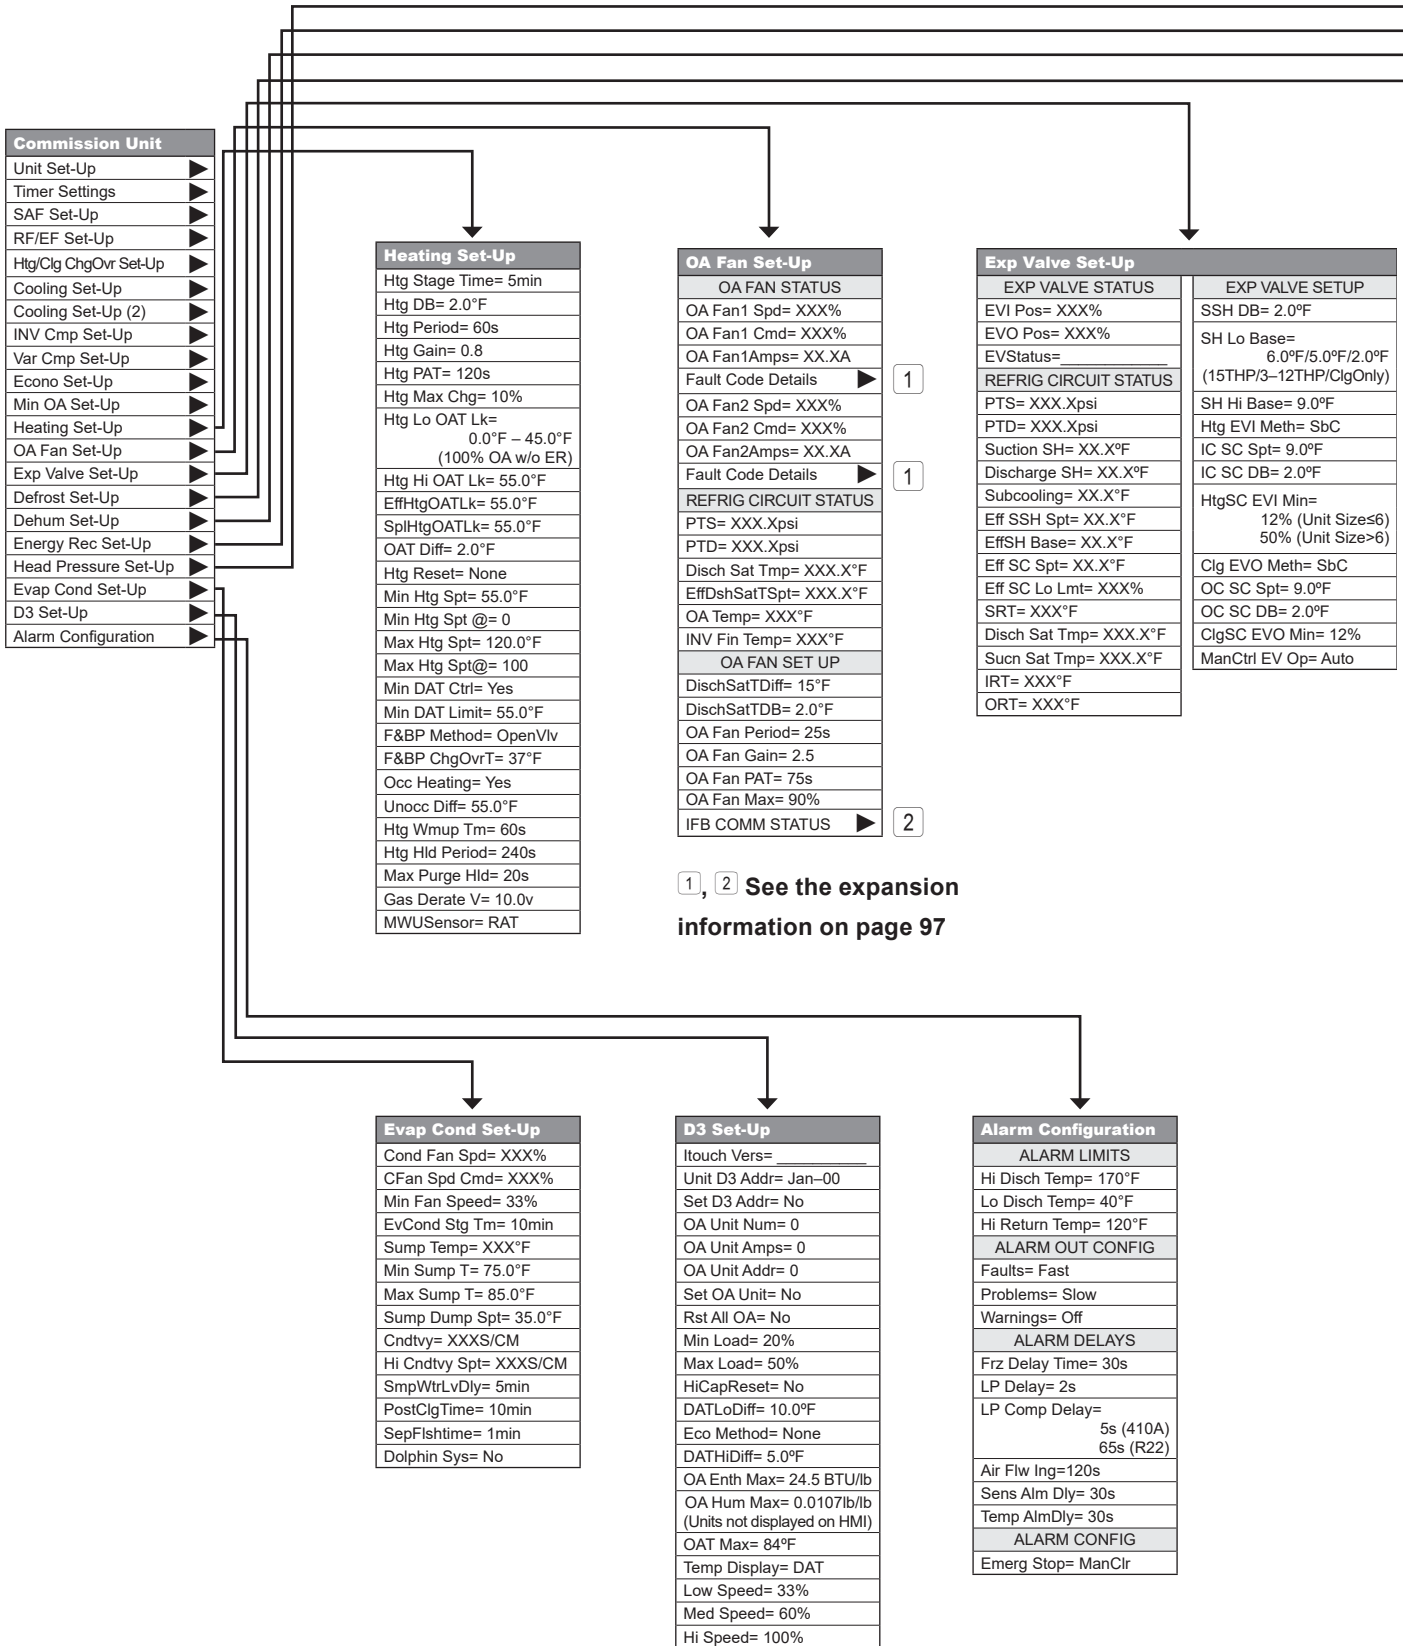 Commission Unit
Unit Set-Up
Timer Settings
SAF Set-Up
RF/EF Set-Up
Htg/Clg ChgOvr Set-Up
Cooling Set-Up
Cooling Set-Up (2)
INV Cmp Set-Up
Var Cmp Set-Up
Econo Set-Up
Min OA Set-Up
Heating Set-Up
OA Fan Set-Up
Exp Valve Set-Up
Defrost Set-Up
Dehum Set-Up
Energy Rec Set-Up
Head Pressure Set-Up
Evap Cond Set-Up
D3 Set-Up
Alarm Configuration
Heating Set-Up
Htg Stage Time= 5min
Htg DB= 2.0°F
Htg Period= 60s
Htg Gain= 0.8
Htg PAT= 120s
Htg Max Chg= 10%
Htg Lo OAT Lk=
0.0°F – 45.0°F
(100% OA w/o ER)
Htg Hi OAT Lk= 55.0°F
EffHtgOATLk= 55.0°F
SplHtgOATLk= 55.0°F
OAT Diff= 2.0°F
Htg Reset= None
Min Htg Spt= 55.0°F
Min Htg Spt @= 0
Max Htg Spt= 120.0°F
Max Htg Spt@= 100
Min DAT Ctrl= Yes
Min DAT Limit= 55.0°F
F&BP Method= OpenVlv
F&BP ChgOvrT= 37°F
Occ Heating= Yes
Unocc Diff= 55.0°F
Htg Wmup Tm= 60s
Htg Hld Period= 240s
Max Purge Hld= 20s
Gas Derate V= 10.0v
MWUSensor= RAT
OA Fan Set-Up
OA FAN STATUS
OA Fan1 Spd= XXX%
OA Fan1 Cmd= XXX%
OA Fan1Amps= XX.XA
Fault Code Details 1
OA Fan2 Spd= XXX%
OA Fan2 Cmd= XXX%
OA Fan2Amps= XX.XA
Fault Code Details 1
REFRIG CIRCUIT STATUS
PTS= XXX.Xpsi
PTD= XXX.Xpsi
Disch Sat Tmp= XXX.X°F
EffDshSatTSpt= XXX.X°F
OA Temp= XXX°F
INV Fin Temp= XXX°F
OA FAN SET UP
DischSatTDiff= 15°F
DischSatTDB= 2.0°F
OA Fan Period= 25s
OA Fan Gain= 2.5
OA Fan PAT= 75s
OA Fan Max= 90%
IFB COMM STATUS 2
1, 2 See the expansion
information on page 97
Exp Valve Set-Up
EXP VALVE STATUS
EVI Pos= XXX%
EVO Pos= XXX%
EVStatus=____________
REFRIG CIRCUIT STATUS
PTS= XXX.Xpsi
PTD= XXX.Xpsi
Suction SH= XX.XºF
Discharge SH= XX.XºF
Subcooling= XX.X°F
Eff SSH Spt= XX.X°F
EffSH Base= XX.X°F
Eff SC Spt= XX.X°F
Eff SC Lo Lmt= XXX%
SRT= XXX°F
Disch Sat Tmp= XXX.X°F
Sucn Sat Tmp= XXX.X°F
IRT= XXX°F
ORT= XXX°F
EXP VALVE SETUP
SSH DB= 2.0ºF
SH Lo Base=
6.0ºF/5.0ºF/2.0ºF
(15THP/3–12THP/ClgOnly)
SH Hi Base= 9.0ºF
Htg EVI Meth= SbC
IC SC Spt= 9.0ºF
IC SC DB= 2.0ºF
HtgSC EVI Min=
12% (Unit Size≤6)
50% (Unit Size>6)
Clg EVO Meth= SbC
OC SC Spt= 9.0ºF
OC SC DB= 2.0ºF
ClgSC EVO Min= 12%
ManCtrl EV Op= Auto
Evap Cond Set-Up
Cond Fan Spd= XXX%
CFan Spd Cmd= XXX%
Min Fan Speed= 33%
EvCond Stg Tm= 10min
Sump Temp= XXX°F
Min Sump T= 75.0°F
Max Sump T= 85.0°F
Sump Dump Spt= 35.0°F
Cndtvy= XXXS/CM
Hi Cndtvy Spt= XXXS/CM
SmpWtrLvDly= 5min
PostClgTime= 10min
SepFlshtime= 1min
Dolphin Sys= No
D3 Set-Up
Itouch Vers= ___________
Unit D3 Addr= Jan–00
Set D3 Addr= No
OA Unit Num= 0
OA Unit Amps= 0
OA Unit Addr= 0
Set OA Unit= No
Rst All OA= No
Min Load= 20%
Max Load= 50%
HiCapReset= No
DATLoDiff= 10.0ºF
Eco Method= None
DATHiDiff= 5.0ºF
OA Enth Max= 24.5 BTU/lb
OA Hum Max= 0.0107lb/lb
(Units not displayed on HMI)
OAT Max= 84ºF
Temp Display= DAT
Low Speed= 33%
Med Speed= 60%
Hi Speed= 100%
Alarm Configuration
ALARM LIMITS
Hi Disch Temp= 170°F
Lo Disch Temp= 40°F
Hi Return Temp= 120°F
ALARM OUT CONFIG
Faults= Fast
Problems= Slow
Warnings= Off
ALARM DELAYS
Frz Delay Time= 30s
LP Delay= 2s
LP Comp Delay=
5s (410A)
65s (R22)
Air Flw Ing=120s
Sens Alm Dly= 30s
Temp AlmDly= 30s
ALARM CONFIG
Emerg Stop= ManClr